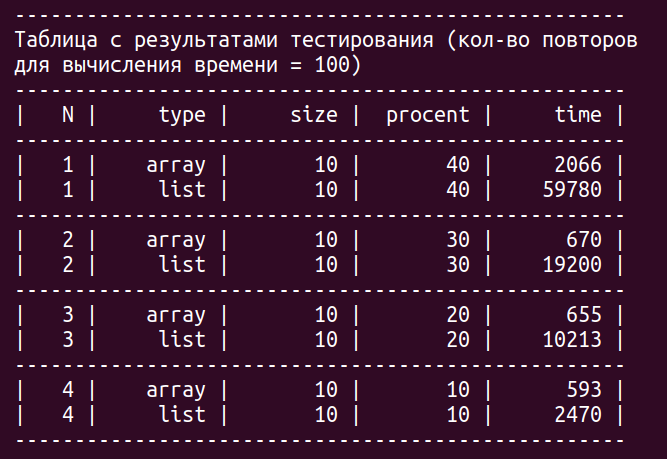 ---------------------------------------------------
Таблица с результатами тестирования (кол-во повторов
для вычисления времени = 100)
---------------------------------------------------
|   N |     type |     size |  procent |     time |
---------------------------------------------------
|   1 |    array |       10 |       40 |     2066 |
|   1 |     list |       10 |       40 |    59780 |
---------------------------------------------------
|   2 |    array |       10 |       30 |      670 |
|   2 |     list |       10 |       30 |    19200 |
---------------------------------------------------
|   3 |    array |       10 |       20 |      655 |
|   3 |     list |       10 |       20 |    10213 |
---------------------------------------------------
|   4 |    array |       10 |       10 |      593 |
|   4 |     list |       10 |       10 |     2470 |
---------------------------------------------------